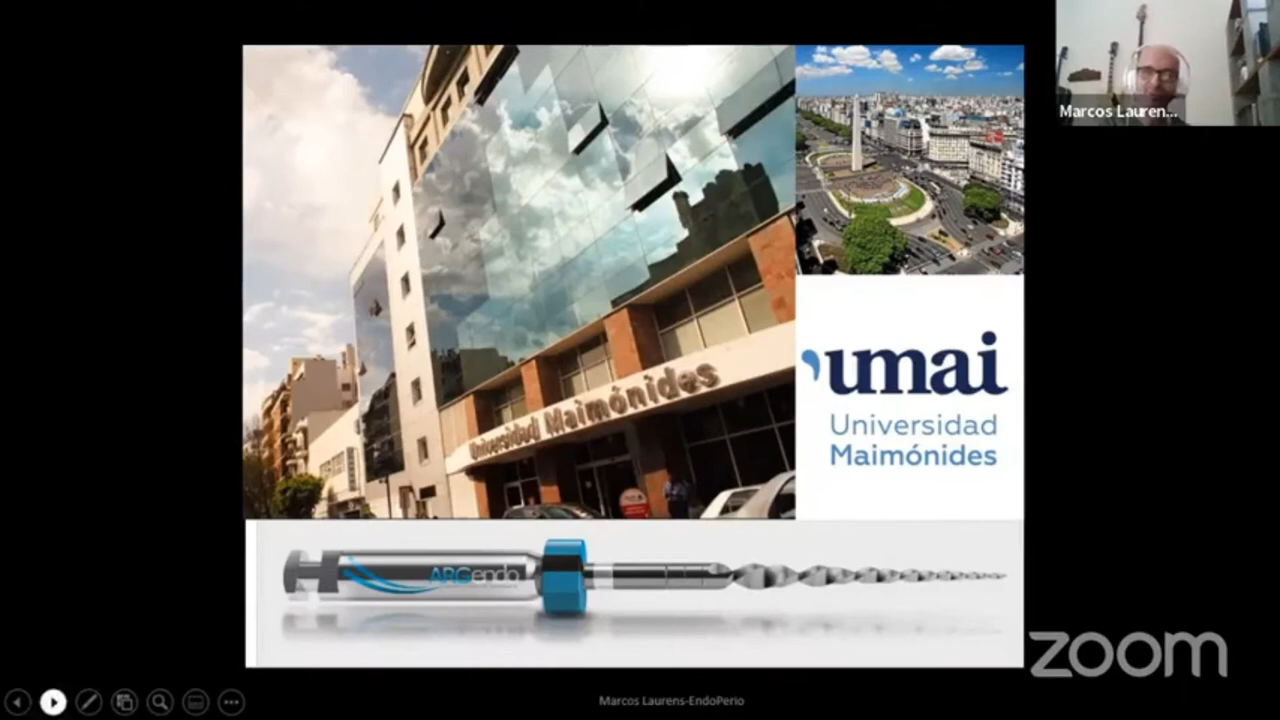 Marcos Lauren...
Universidad Maimónides
umai
Universidad
Maimónides
ARGendo
zoom
Marcos Laurens-EndoPerio